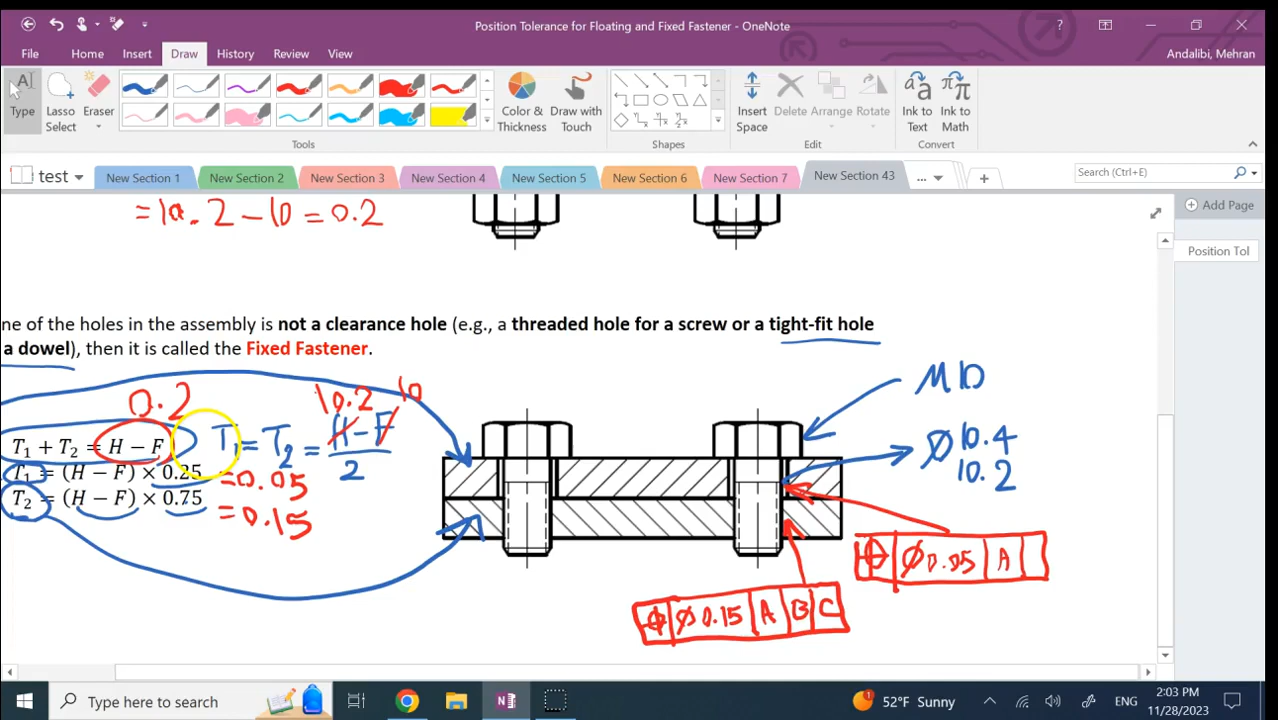 Position Tolerance for Floating and Fixed Fastener - OneNote
?
File Home Insert Draw History Review View
Andalibi, Mehran
Type
Lasso Select
Eraser
Color & Thickness
Draw with Touch
Insert Space
Delete
Arrange
Rotate
Ink to Text
Ink to Math
Tools
Shapes
Edit
Convert
test
New Section 1
New Section 2
New Section 3
New Section 4
New Section 5
New Section 6
New Section 7
New Section 43
...
Search (Ctrl+E)
Add Page
Position Tol
= 10.2 - 10 = 0.2
ne of the holes in the assembly is not a clearance hole (e.g., a threaded hole for a screw or a tight-fit hole
a dowel), then it is called the Fixed Fastener.
0.2
10.2 10
T₁ + T₂ = H − F
T₁ = T₂ = H-F / 2
T₁ = (H − F) × 0.25
= 0.05
T₂ = (H − F) × 0.75
= 0.15
M10
Ø 10.4
10.2
⌖ Ø 0.05 A
⌖ Ø 0.15 A B C
Type here to search
1
52°F Sunny
ENG
2:03 PM
11/28/2023